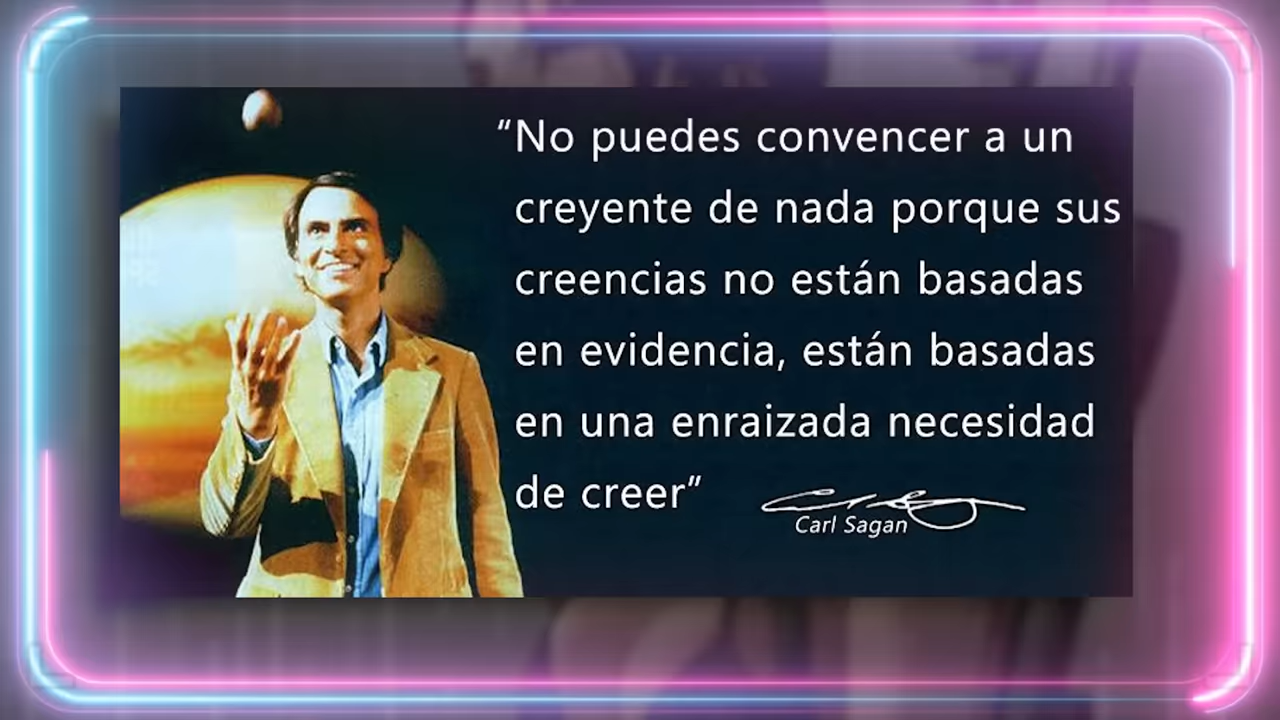 “No puedes convencer a un
creyente de nada porque sus
creencias no están basadas
en evidencia, están basadas
en una enraizada necesidad
de creer”
Carl Sagan